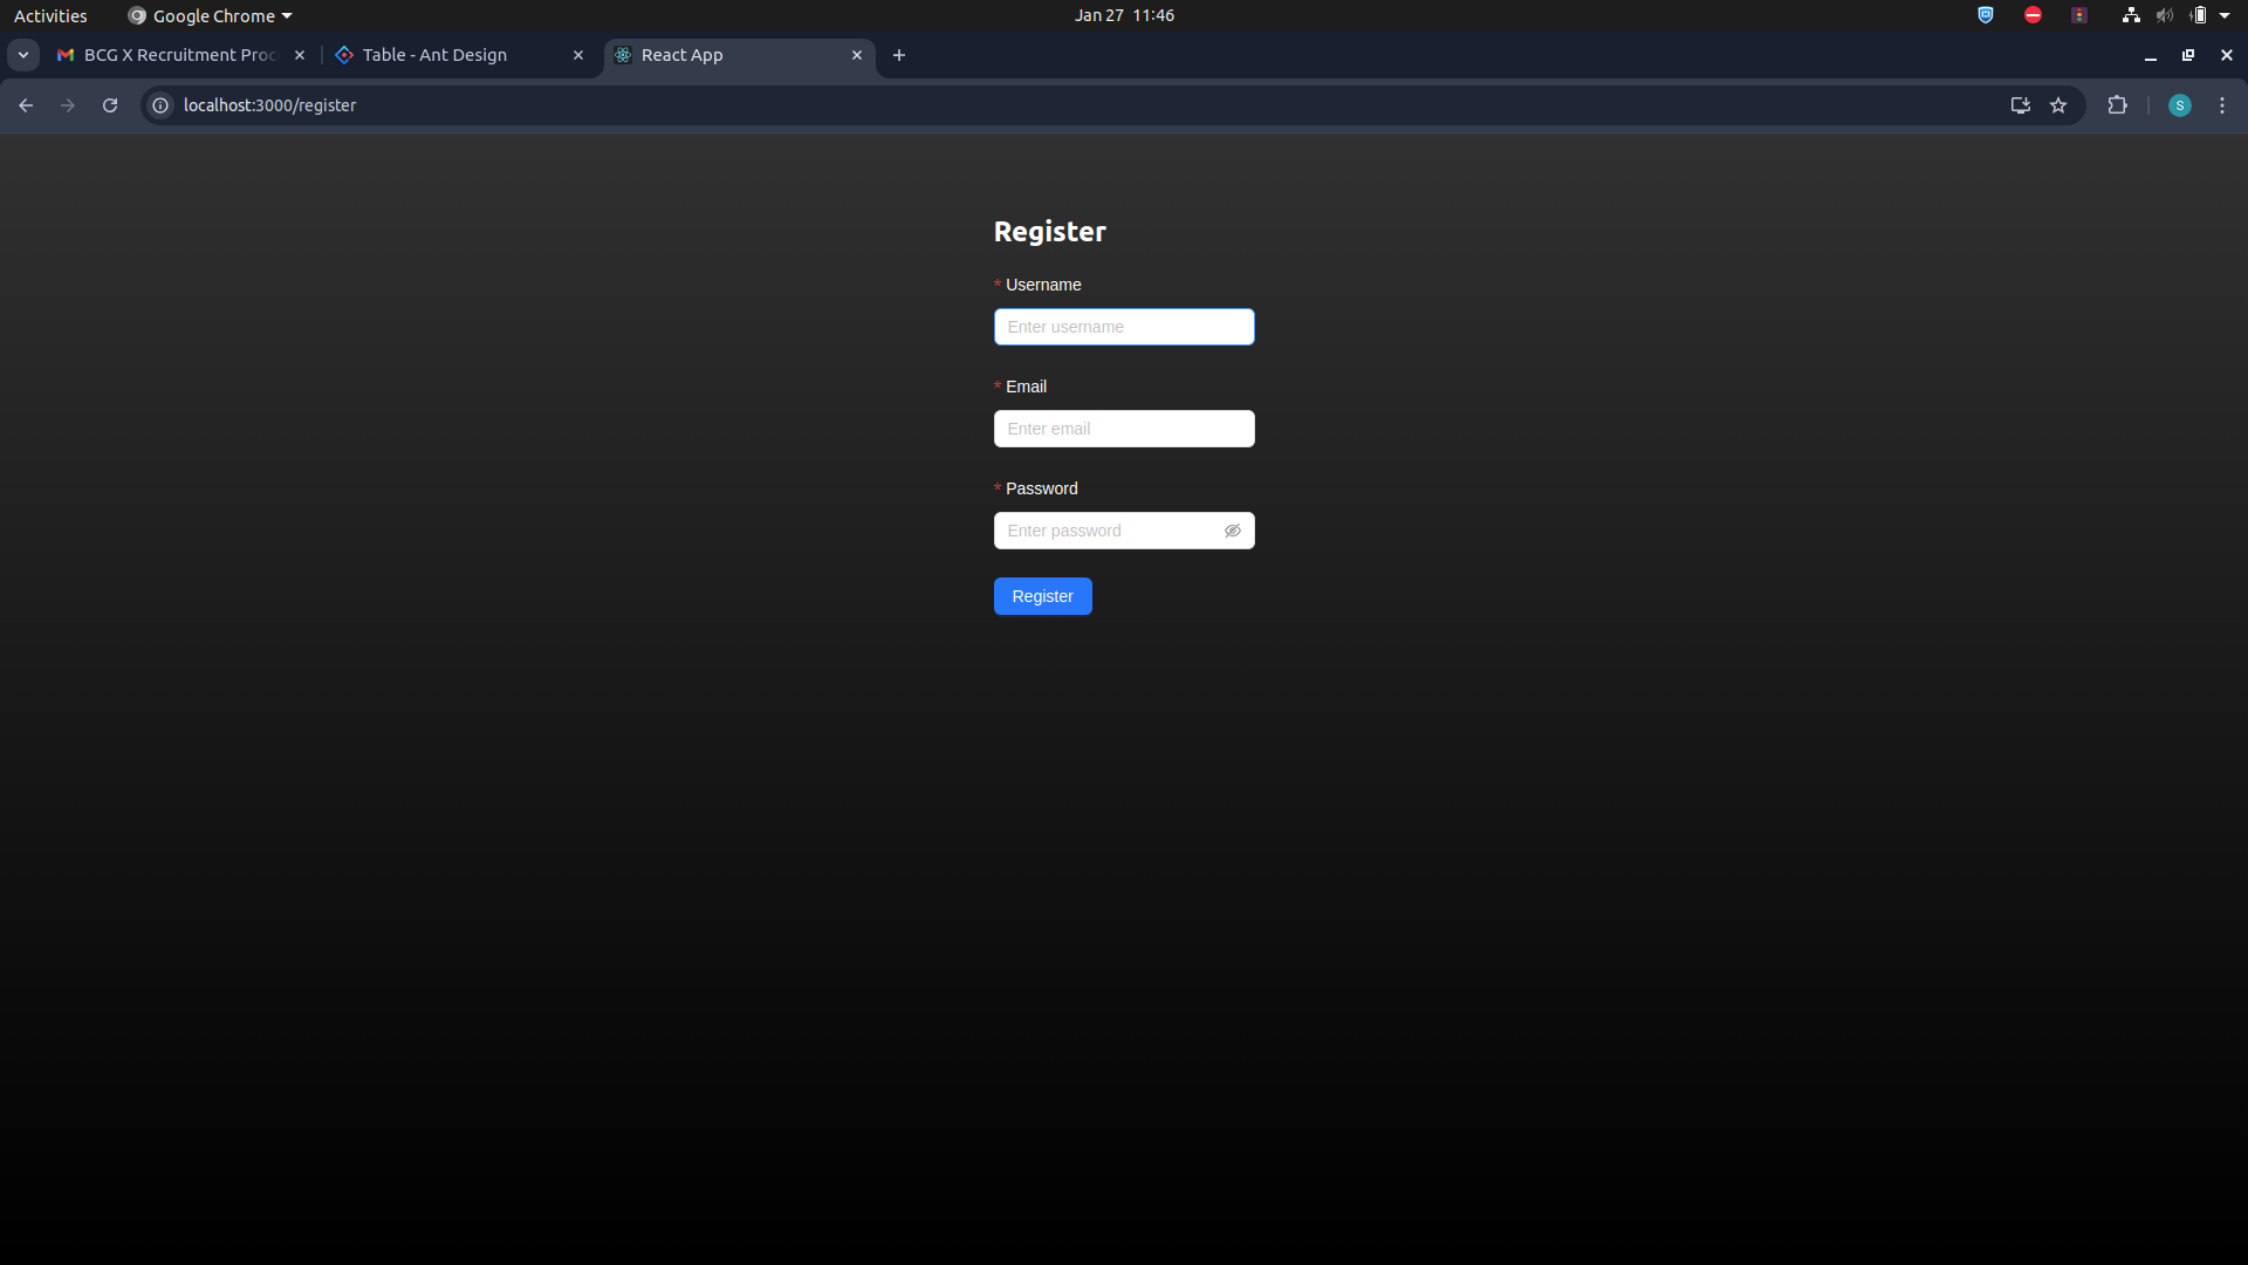 Activities
Google Chrome
Jan 27 11:46
BCG X Recruitment Proc
Table - Ant Design
React App
localhost:3000/register
S
Register
* Username
Enter username
* Email
Enter email
* Password
Enter password
Register